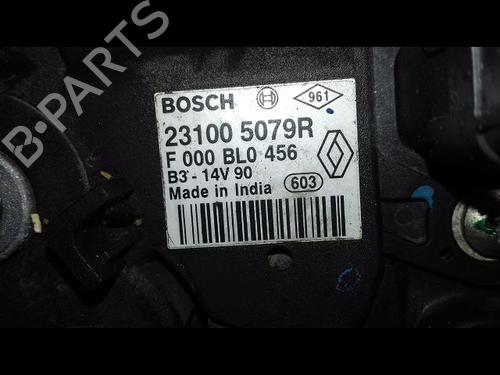 B-PARTS
BOSCH 961
23100 5079R
F 000 BL0 456
B3 - 14V 90
Made in India 603